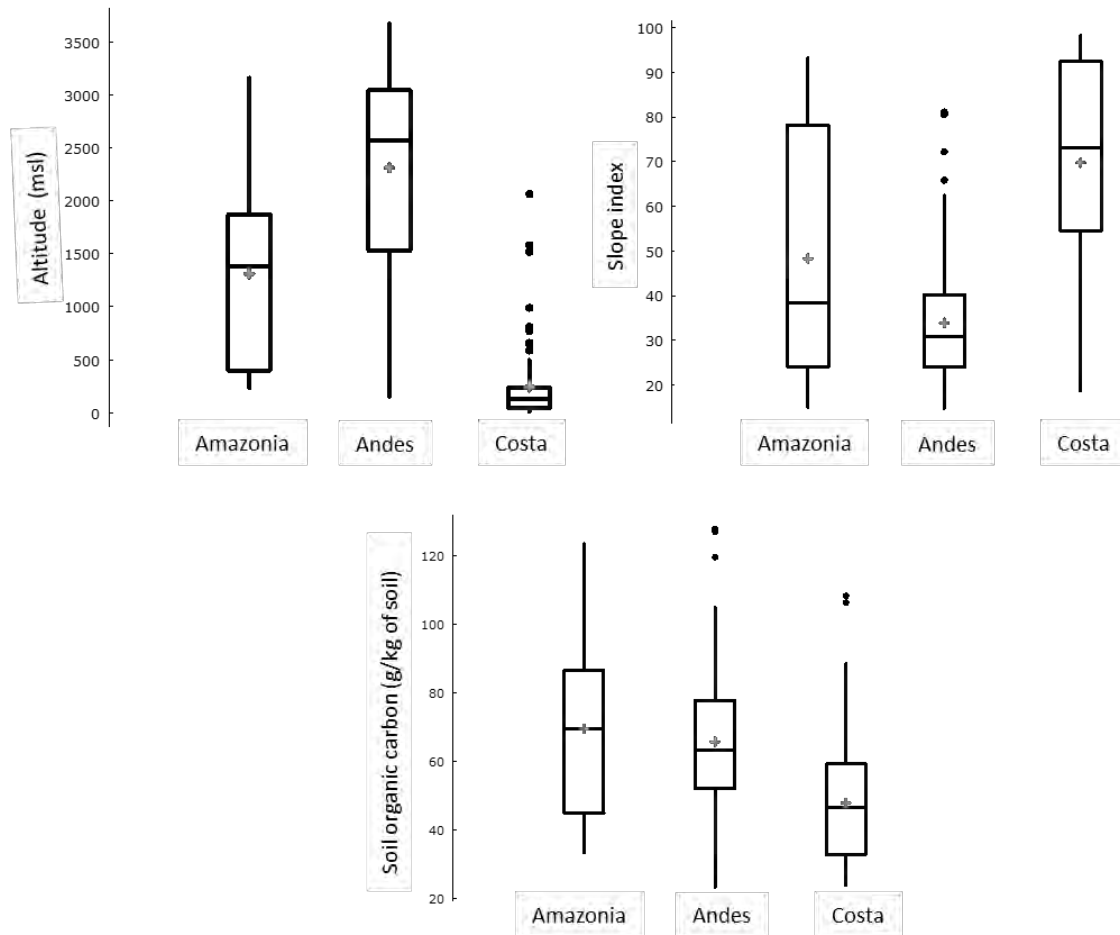 Altitude (msl)
3500
3000
2500
2000
1500
1000
500
0
Amazonia
Andes
Costa
Slope index
100
90
80
70
60
50
40
30
20
Amazonia
Andes
Costa
Soil organic carbon (g/kg of soil)
120
100
80
60
40
20
Amazonia
Andes
Costa